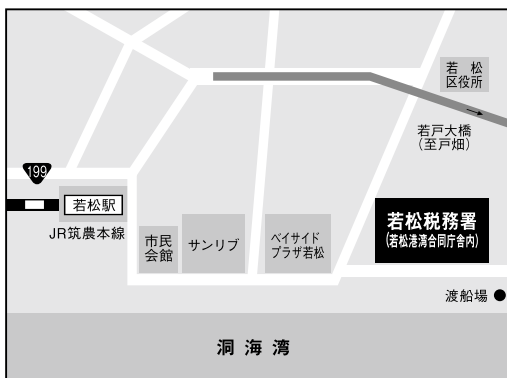 若松
区役所
若戸大橋
（至戸畑）
199
若松駅
JR筑農本線
市民
会館
サンリブ
ベイサイド
プラザ若松
若松税務署
（若松港湾合同庁舎内）
渡船場
洞海湾